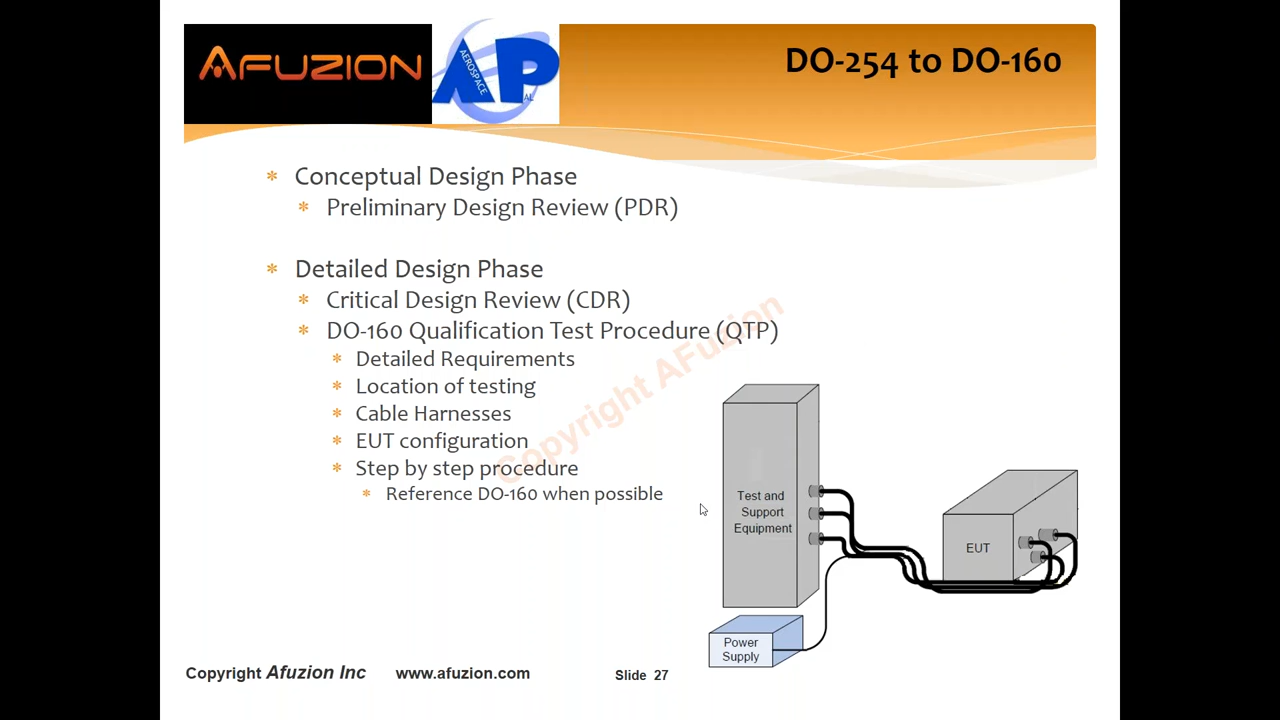 AFUZION
AEROSPACE
AP
AL
DO-254 to DO-160
* Conceptual Design Phase
* Preliminary Design Review (PDR)
* Detailed Design Phase
* Critical Design Review (CDR)
* DO-160 Qualification Test Procedure (QTP)
* Detailed Requirements
* Location of testing
* Cable Harnesses
* EUT configuration
* Step by step procedure
* Reference DO-160 when possible
Copyright AFuzion
Test and
Support
Equipment
EUT
Power
Supply
Copyright Afuzion Inc www.afuzion.com Slide 27